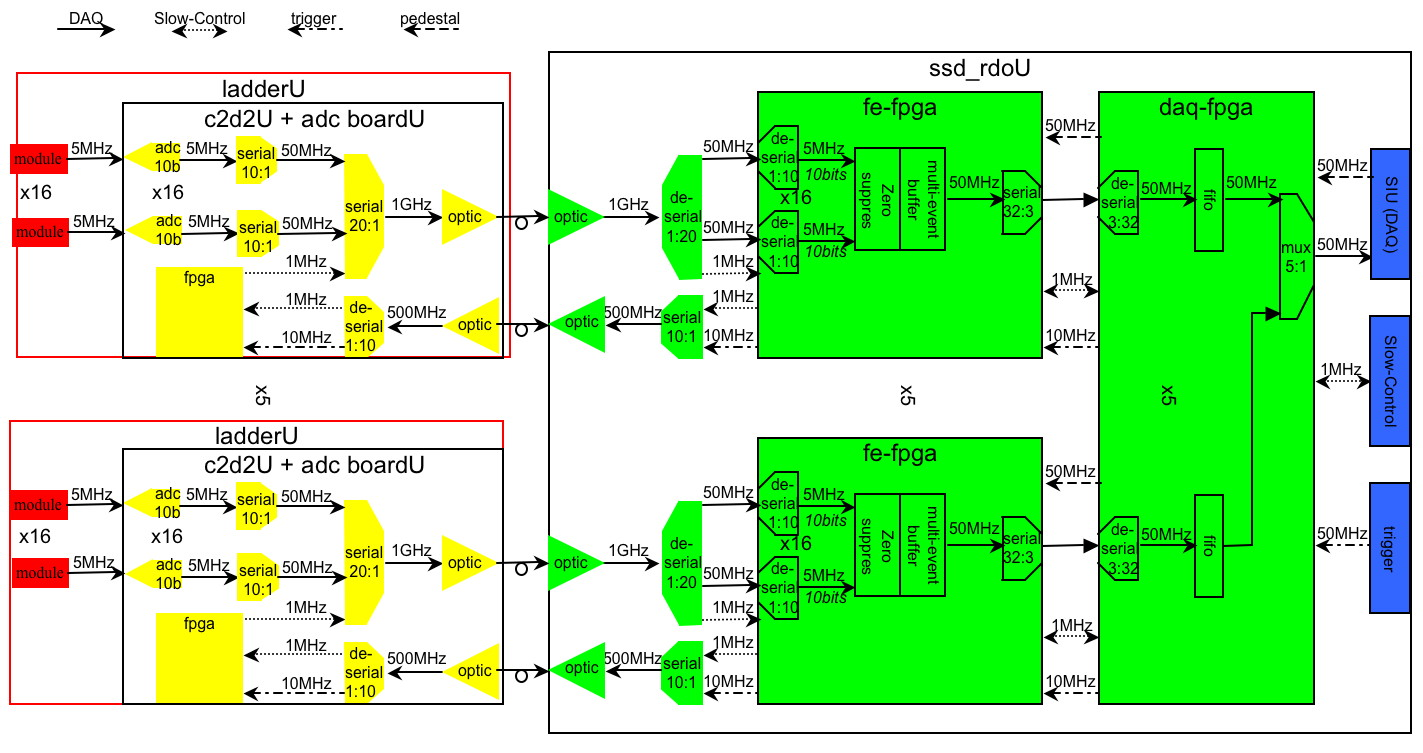 DAQ
Slow-Control
trigger
pedestal
ssd_rdoU
ladderU
c2d2U + adc boardU
fe-fpga
daq-fpga
module
5MHz
adc
10b
5MHz
serial
10:1
50MHz
x16
x16
module
5MHz
adc
10b
5MHz
serial
10:1
50MHz
serial
20:1
1GHz
optic
fpga
1MHz
1MHz
10MHz
de-
serial
1:10
500MHz
optic
optic
1GHz
de-
serial
1:20
50MHz
50MHz
1MHz
optic
500MHz
serial
10:1
1MHz
10MHz
de-
serial
1:10
5MHz
10bits
x16
de-
serial
1:10
5MHz
10bits
Zero
suppres
multi-event
buffer
50MHz
serial
32:3
50MHz
1MHz
10MHz
de-
serial
3:32
50MHz
fifo
50MHz
mux
5:1
50MHz
50MHz
SIU (DAQ)
1MHz
Slow-Control
50MHz
trigger
x5
x5
x5
ladderU
c2d2U + adc boardU
fe-fpga
module
5MHz
adc
10b
5MHz
serial
10:1
50MHz
x16
x16
module
5MHz
adc
10b
5MHz
serial
10:1
50MHz
serial
20:1
1GHz
optic
fpga
1MHz
1MHz
10MHz
de-
serial
1:10
500MHz
optic
optic
1GHz
de-
serial
1:20
50MHz
50MHz
1MHz
optic
500MHz
serial
10:1
1MHz
10MHz
de-
serial
1:10
5MHz
10bits
x16
de-
serial
1:10
5MHz
10bits
Zero
suppres
multi-event
buffer
50MHz
serial
32:3
50MHz
1MHz
10MHz
de-
serial
3:32
50MHz
fifo